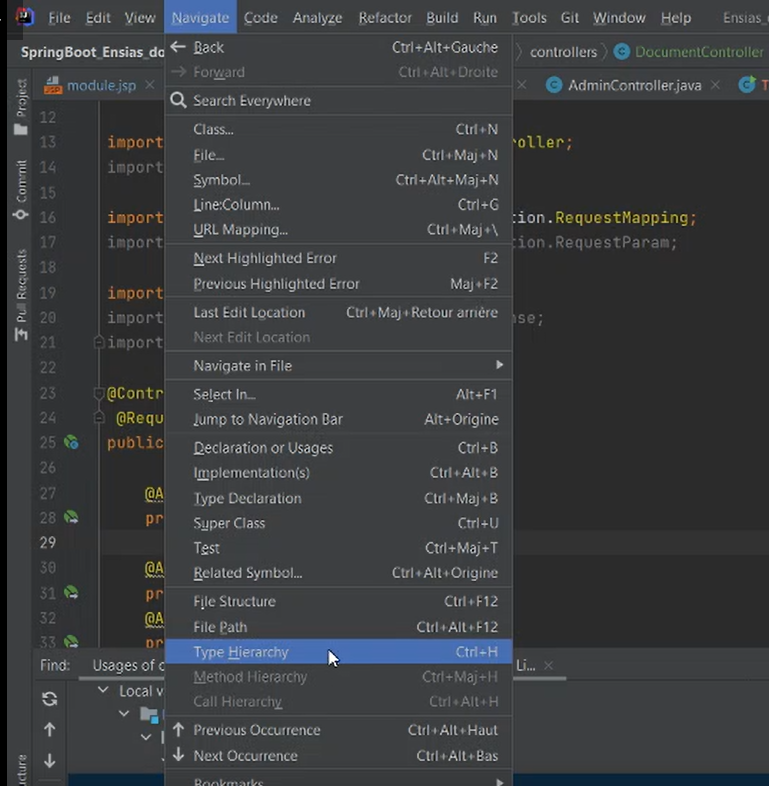 File Edit View Navigate Code Analyze Refactor Build Run Tools Git Window Help Ensias_
SpringBoot_Ensias_do controllers DocumentController
module.jsp AdminController.java
Project
Commit
Pull Requests
Back Ctrl+Alt+Gauche
Forward Ctrl+Alt+Droite
Search Everywhere
Class... Ctrl+N
File... Ctrl+Maj+N
Symbol... Ctrl+Alt+Maj+N
Line:Column... Ctrl+G
URL Mapping... Ctrl+Maj+\
Next Highlighted Error F2
Previous Highlighted Error Maj+F2
Last Edit Location Ctrl+Maj+Retour arrière
Next Edit Location
Navigate in File
Select In... Alt+F1
Jump to Navigation Bar Alt+Origine
Declaration or Usages Ctrl+B
Implementation(s) Ctrl+Alt+B
Type Declaration Ctrl+Maj+B
Super Class Ctrl+U
Test Ctrl+Maj+T
Related Symbol... Ctrl+Alt+Origine
File Structure Ctrl+F12
File Path Ctrl+Alt+F12
Type Hierarchy Ctrl+H
Method Hierarchy Ctrl+Maj+H
Call Hierarchy Ctrl+Alt+H
Previous Occurrence Ctrl+Alt+Haut
Next Occurrence Ctrl+Alt+Bas
Bookmarks
12
13 import oller;
14 import
15
16 import tion.RequestMapping;
17 import tion.RequestParam;
18
19 import
20 import nse;
21 import
22
23 @Contr
24 @Requ
25 public
26
27 @A
28 pr
29
30 @A
31 pr
32 @A
33 pr
Find: Usages of c Li...
Local v
ucture